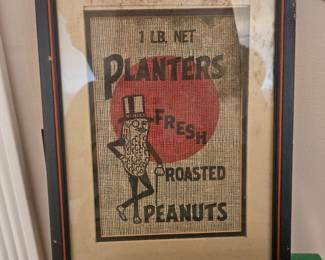 1 LB. NET
PLANTERS
FRESH
ROASTED
PEANUTS